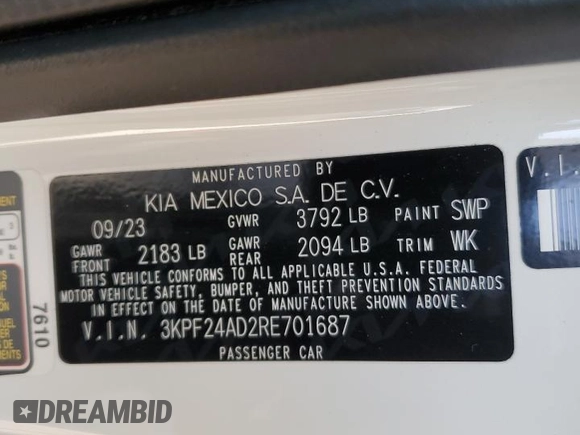 MANUFACTURED BY
KIA MEXICO S.A. DE C.V.
09/23 GVWR 3792 LB PAINT SWP
GAWR FRONT 2183 LB GAWR REAR 2094 LB TRIM WK
THIS VEHICLE CONFORMS TO ALL APPLICABLE U.S.A. FEDERAL
MOTOR VEHICLE SAFETY, BUMPER, AND THEFT PREVENTION STANDARDS
IN EFFECT ON THE DATE OF MANUFACTURE SHOWN ABOVE.
V.I.N. 3KPF24AD2RE701687
PASSENGER CAR
7610
V.I.
DREAMBID